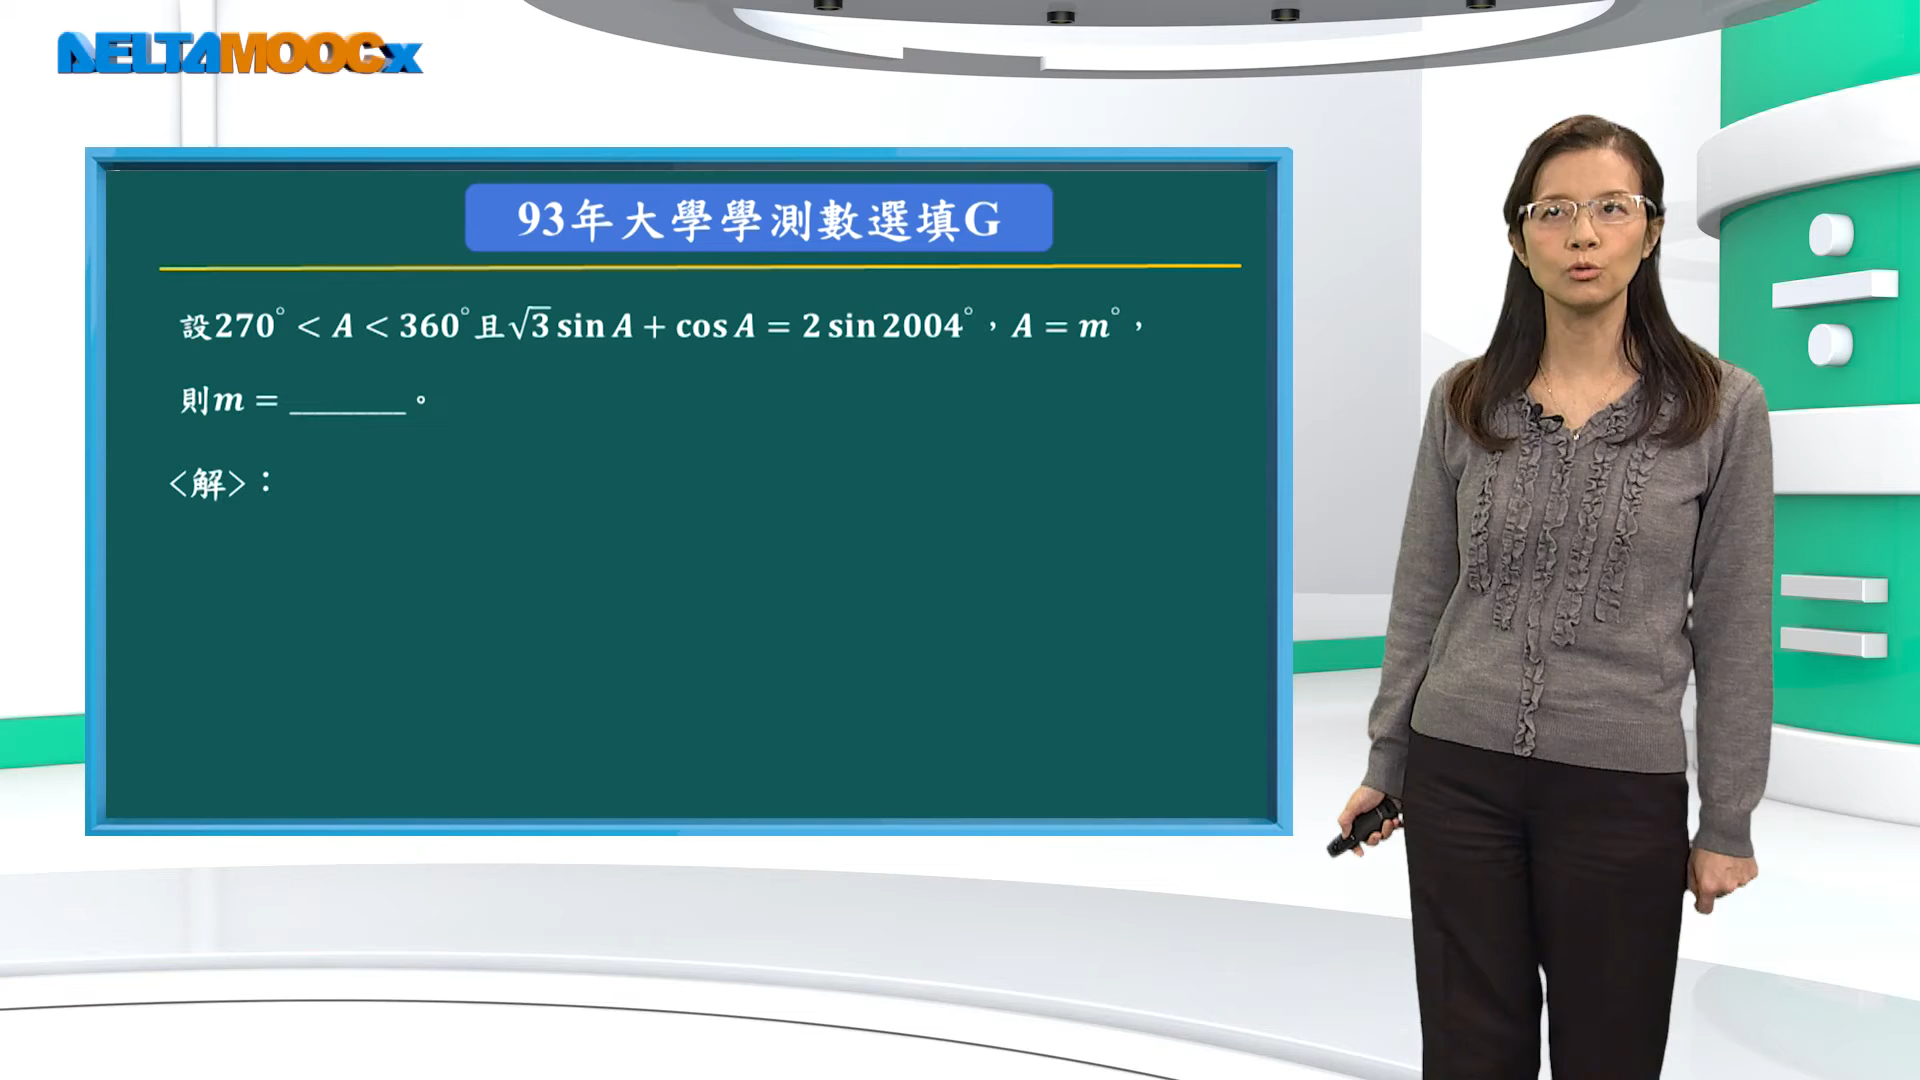 DELTAMOOCx
93年大學學測數選填G
設270° < A < 360°且√3 sin A + cos A = 2 sin 2004°，A = m°，
則m = ________。
<解>：